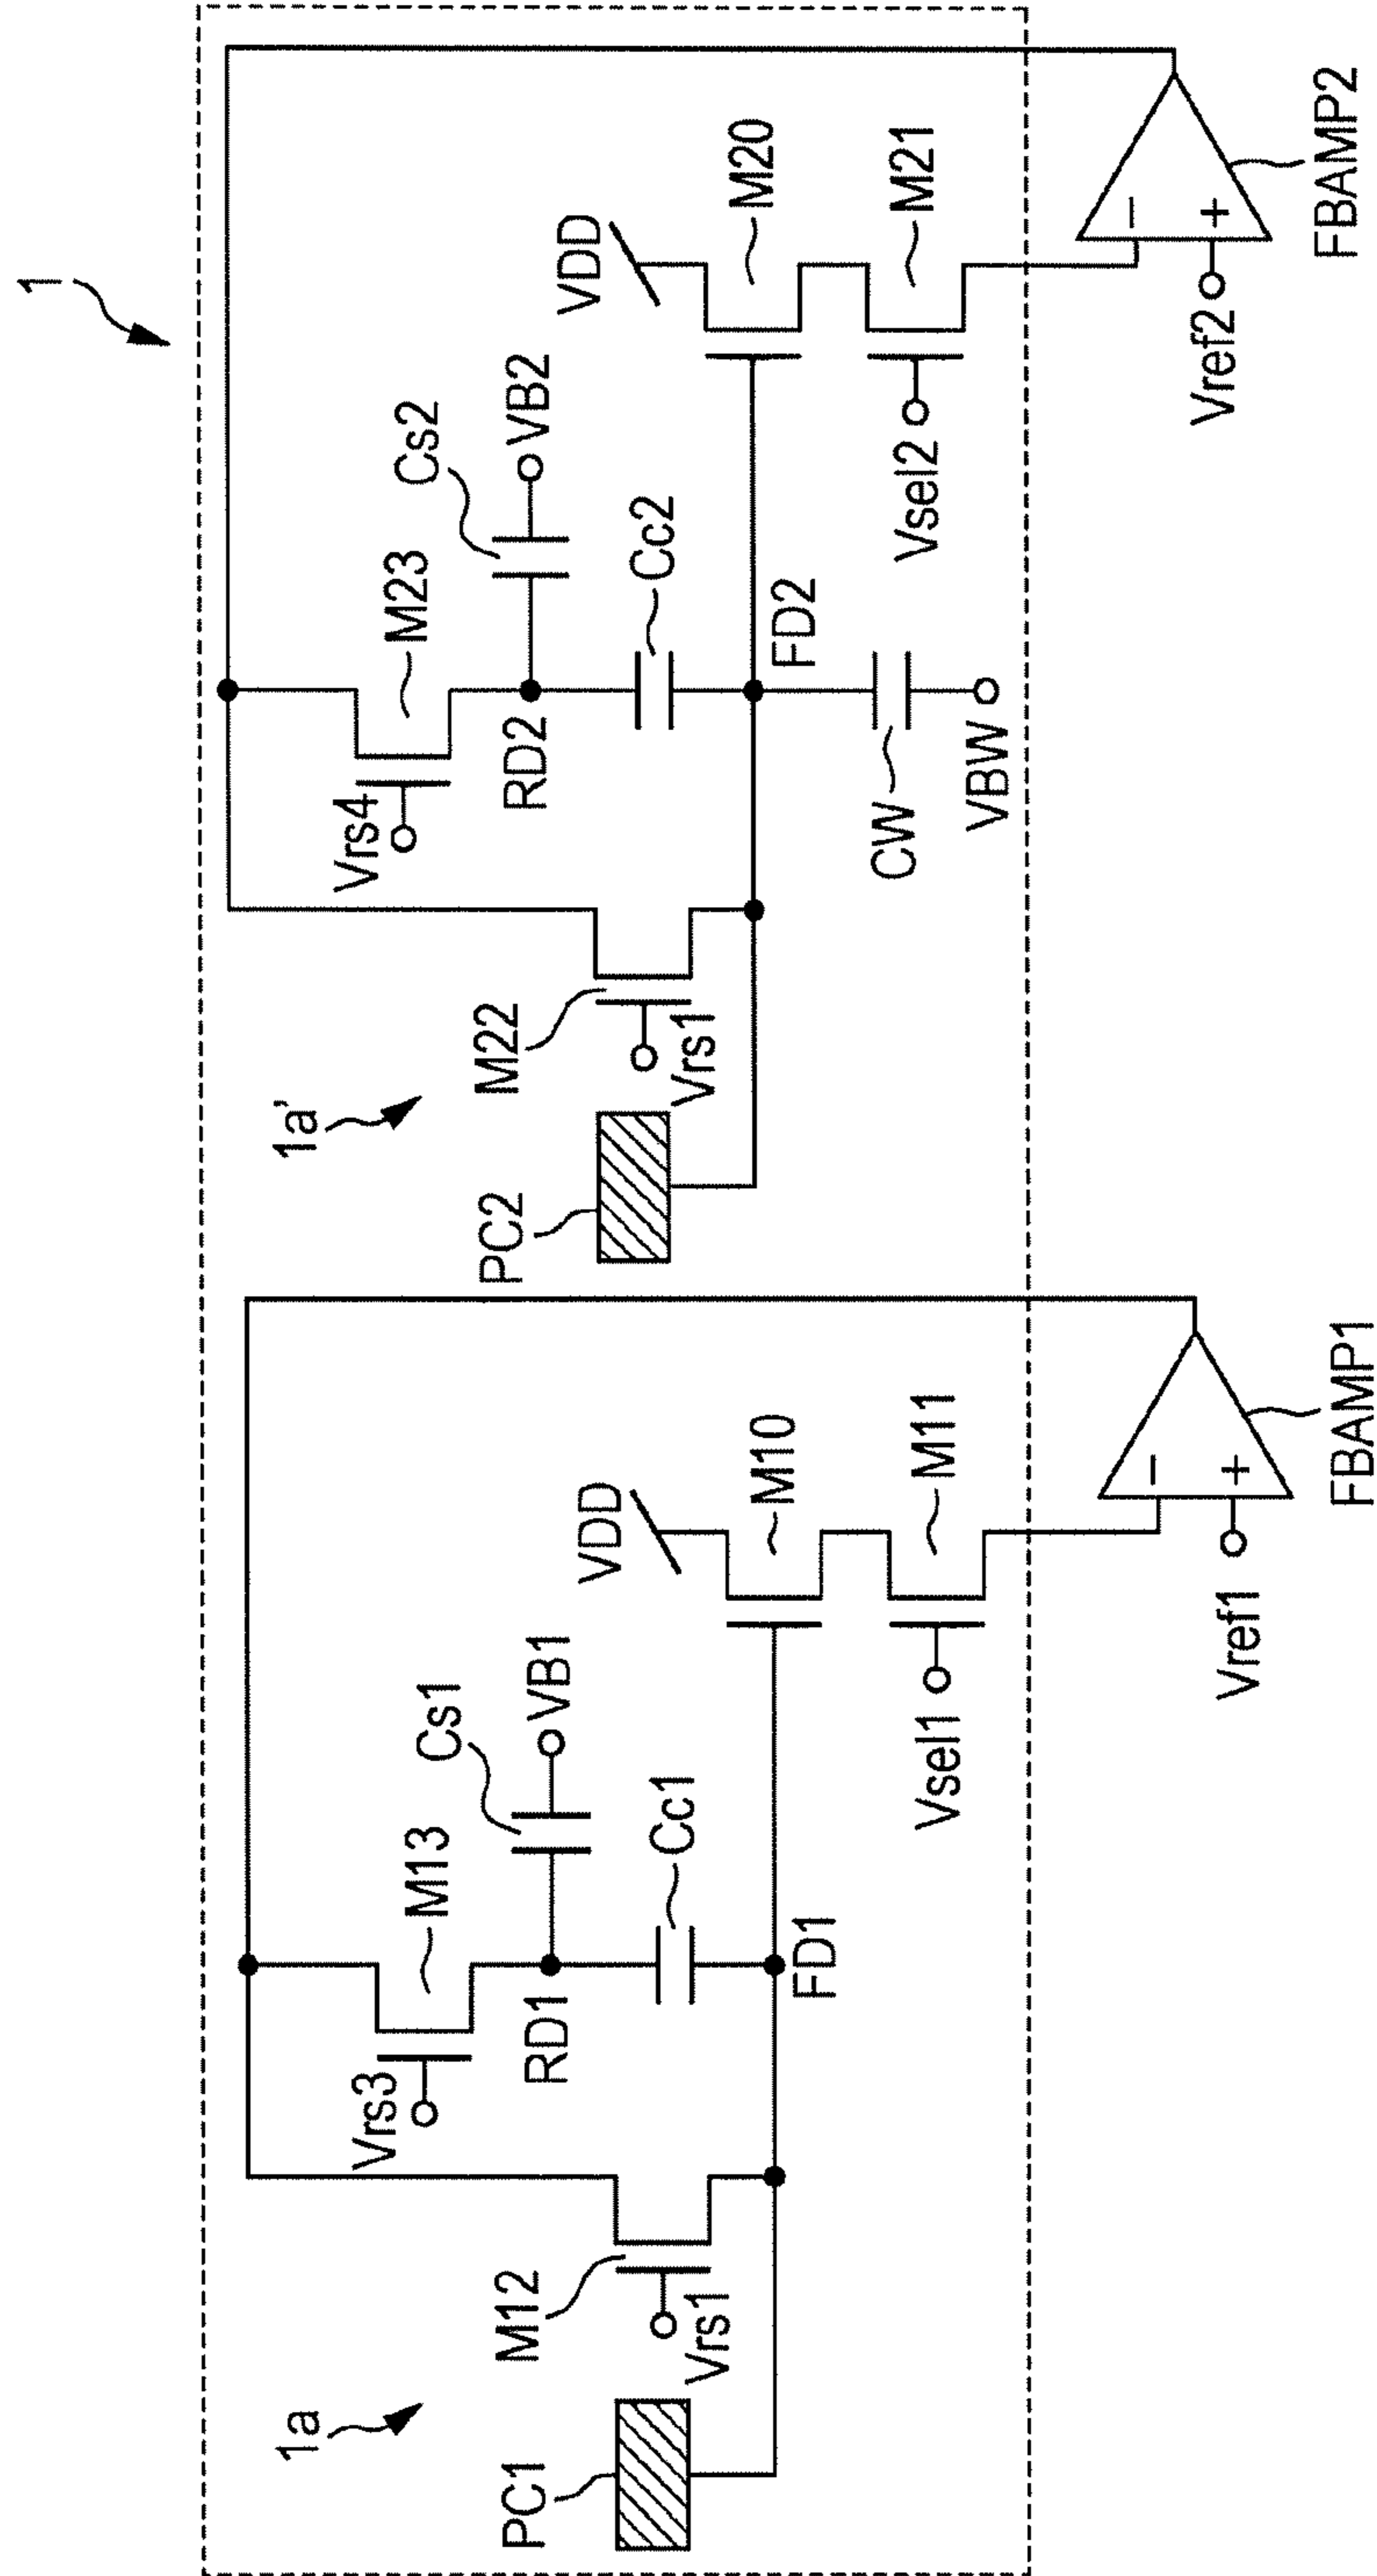 1
1a
PC1
M12
Vrs1
Vrs3
M13
RD1
Cs1
VB1
Cc1
FD1
VDD
M10
M11
Vsel1
Vref1
−
+
FBAMP1
1a'
PC2
M22
Vrs1
Vrs4
M23
RD2
Cs2
VB2
Cc2
FD2
CW
VBW
VDD
M20
M21
Vsel2
Vref2
−
+
FBAMP2